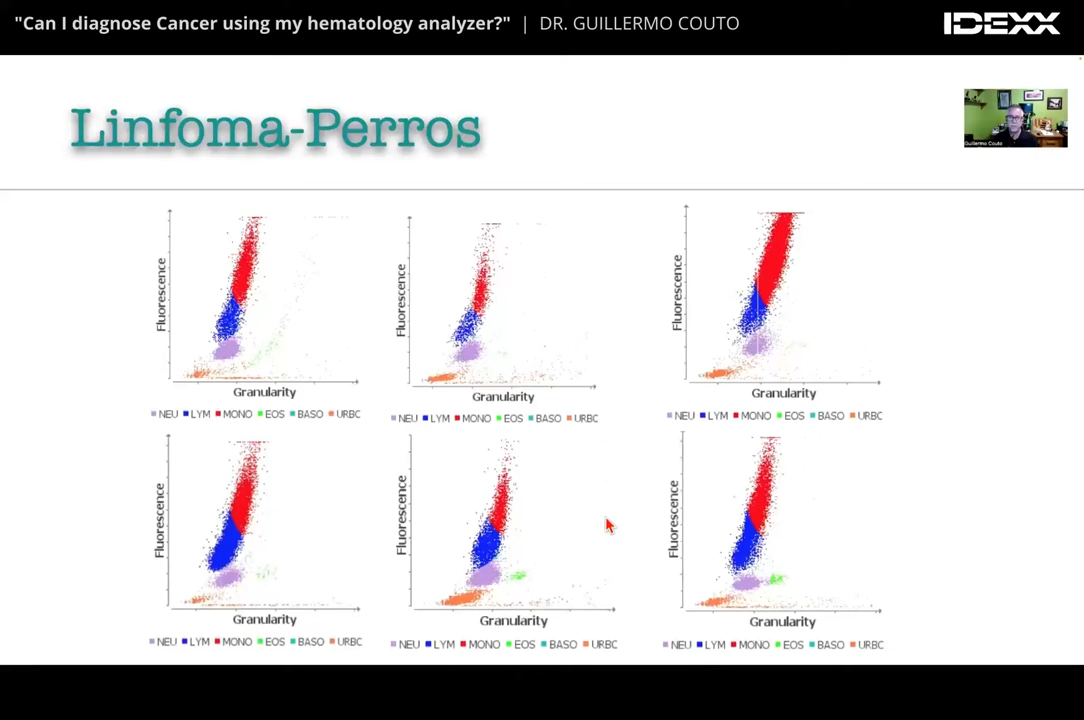 "Can I diagnose Cancer using my hematology analyzer?" | DR. GUILLERMO COUTO
IDEXX
Linfoma-Perros
Guillermo Couto
Fluorescence
Granularity
NEU LYM MONO EOS BASO URBC
Fluorescence
Granularity
NEU LYM MONO EOS BASO URBC
Fluorescence
Granularity
NEU LYM MONO EOS BASO URBC
Fluorescence
Granularity
NEU LYM MONO EOS BASO URBC
Fluorescence
Granularity
NEU LYM MONO EOS BASO URBC
Fluorescence
Granularity
NEU LYM MONO EOS BASO URBC